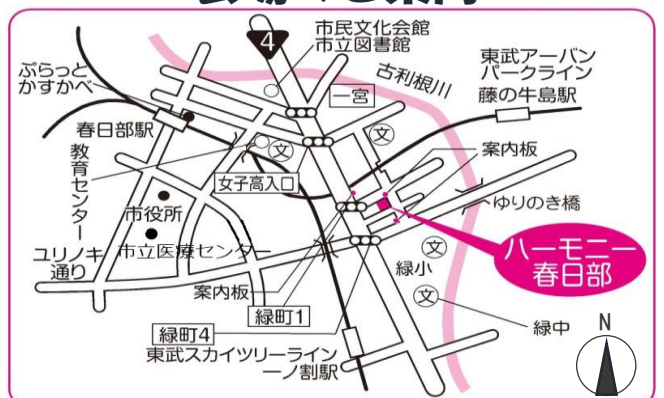 4
市民文化会館
市立図書館
東武アーバン
パークライン
藤の牛島駅
ぷらっと
かすかべ
一宮
古利根川
春日部駅
文
文
案内板
教育センター
女子高入口
市役所
ゆりのき橋
市立医療センター
ユリノキ
通り
ハーモニー
春日部
文
緑小
案内板
文
緑町1
緑中
緑町4
東武スカイツリーライン
一ノ割駅
N